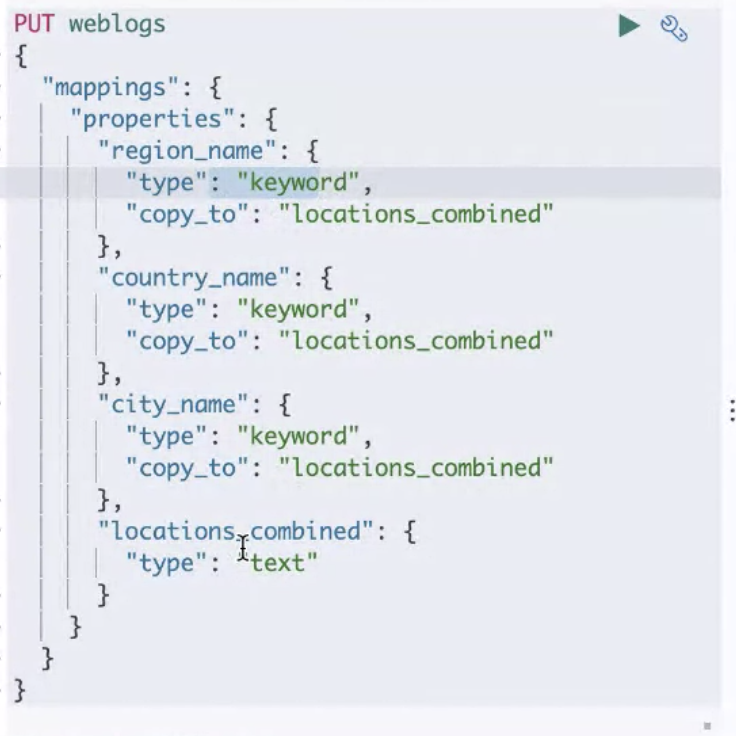 PUT weblogs
{
  "mappings": {
    "properties": {
      "region_name": {
        "type": "keyword",
        "copy_to": "locations_combined"
      },
      "country_name": {
        "type": "keyword",
        "copy_to": "locations_combined"
      },
      "city_name": {
        "type": "keyword",
        "copy_to": "locations_combined"
      },
      "locations_combined": {
        "type": "text"
      }
    }
  }
}